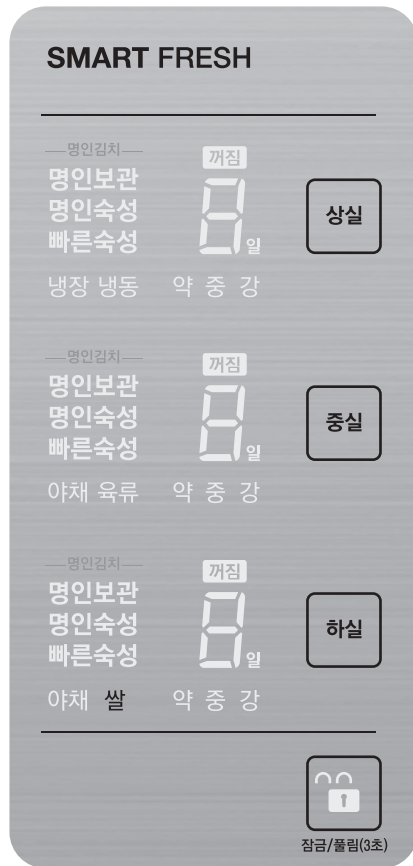 SMART FRESH
명인김치
꺼짐
명인보관
명인숙성
빠른숙성
8일
상실
냉장 냉동 약 중 강
명인김치
꺼짐
명인보관
명인숙성
빠른숙성
8일
중실
야채 육류 약 중 강
명인김치
꺼짐
명인보관
명인숙성
빠른숙성
8일
하실
야채 쌀 약 중 강
잠금/풀림(3초)